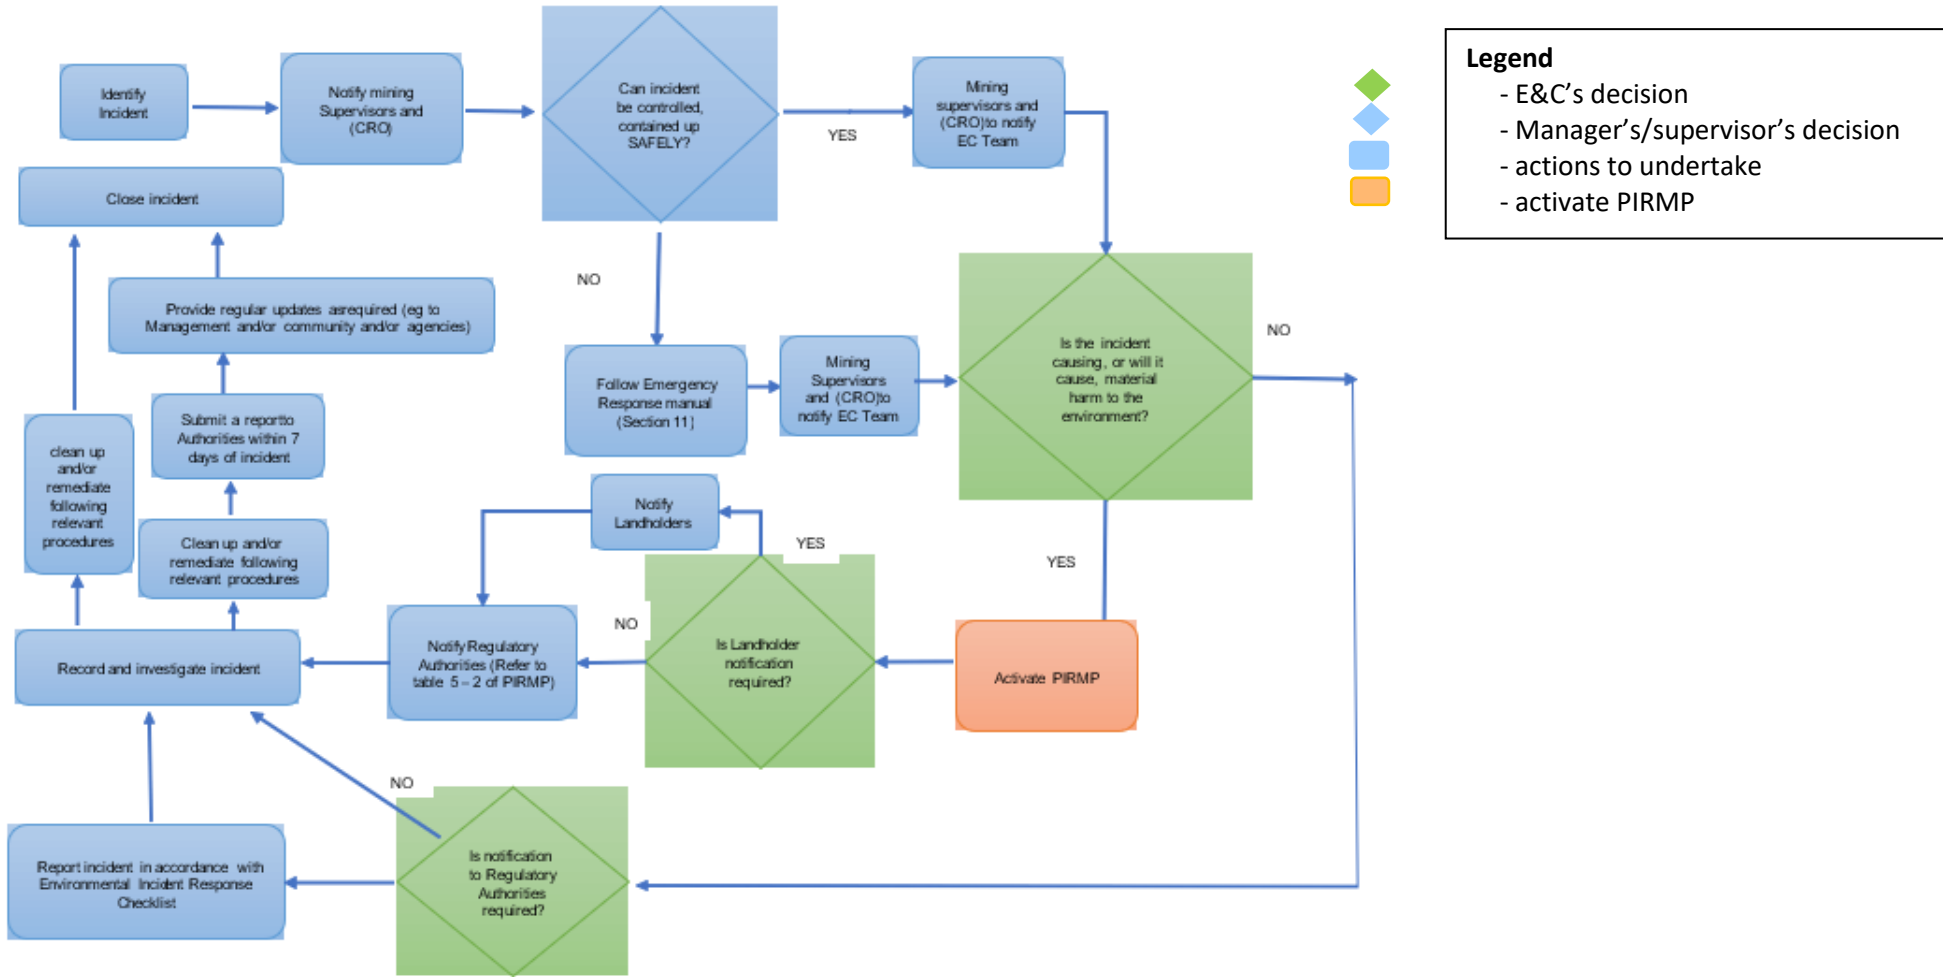 Identify
Incident
Notify mining
Supervisors and
(CRO)
Can incident
be controlled,
contained up
SAFELY?
YES
Mining
supervisors and
(CRO)to notify
EC Team
Legend
- E&C's decision
- Manager's/supervisor's decision
- actions to undertake
- activate PIRMP
Close incident
NO
Provide regular updates asrequired (eg to
Management and/or community and/or agencies)
Is the incident
causing, or will it
cause, material
harm to the
environment?
NO
Follow Emergency
Response manual
(Section 11)
Mining
Supervisors
and (CRO)to
notify EC Team
Submit a reportto
Authorities within 7
days of incident
clean up
and/or
remediate
following
relevant
procedures
Notify
Landholders
YES
YES
Clean up and/or
remediate following
relevant procedures
NO
Record and investigate incident
Notify Regulatory
Authorities (Refer to
table 5 – 2 of PIRMP)
Is Landholder
notification
required?
Activate PIRMP
NO
Report incident in accordance with
Environmental Incident Response
Checklist
Is notification
to Regulatory
Authorities
required?